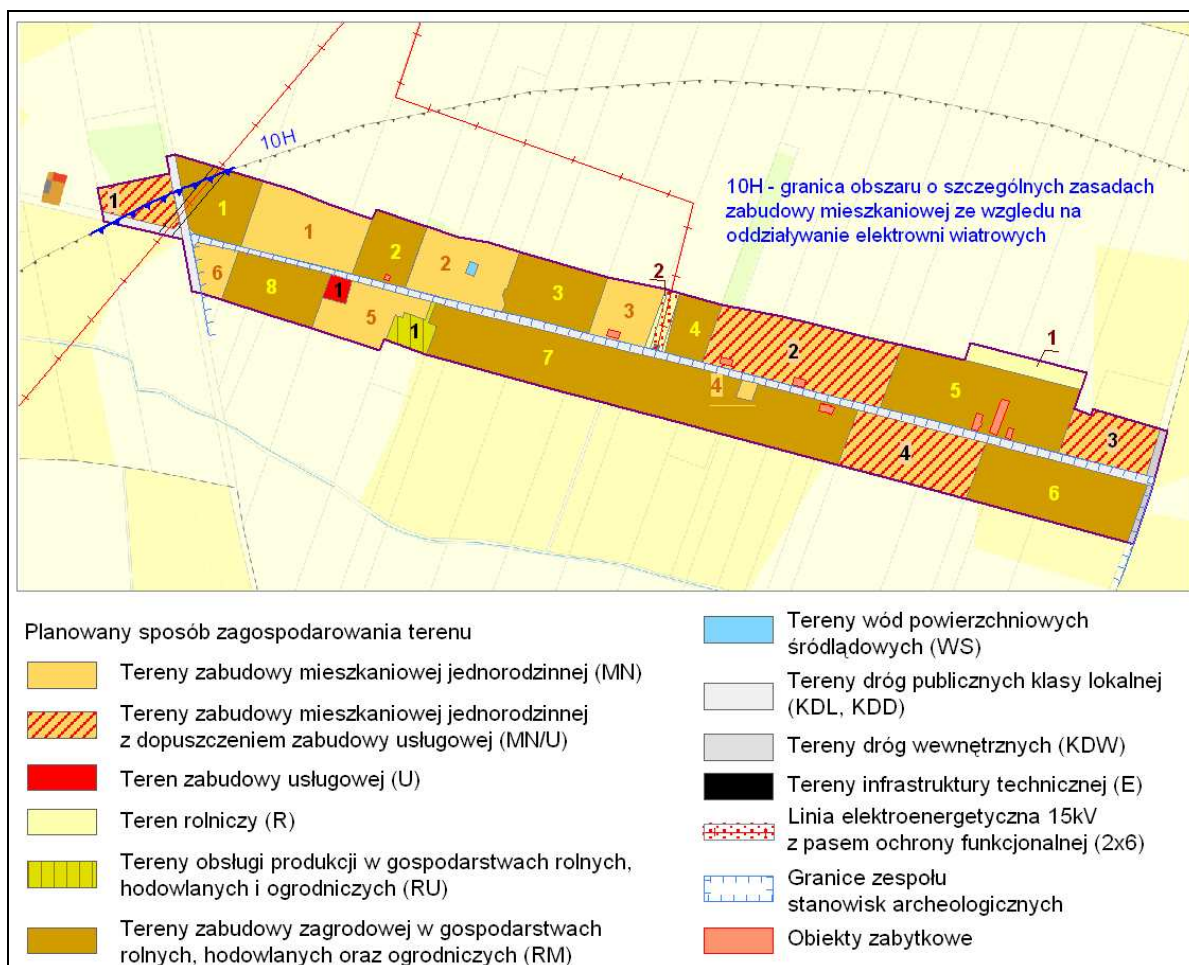 10H
10H - granica obszaru o szczególnych zasadach
zabudowy mieszkaniowej ze wzgledu na
oddziaływanie elektrowni wiatrowych
1
1
1
2
2
3
3
2
4
2
5
1
3
6
8
1
5
1
7
4
4
6
Planowany sposób zagospodarowania terenu
Tereny zabudowy mieszkaniowej jednorodzinnej (MN)
Tereny zabudowy mieszkaniowej jednorodzinnej
z dopuszczeniem zabudowy usługowej (MN/U)
Teren zabudowy usługowej (U)
Teren rolniczy (R)
Tereny obsługi produkcji w gospodarstwach rolnych,
hodowlanych i ogrodniczych (RU)
Tereny zabudowy zagrodowej w gospodarstwach
rolnych, hodowlanych oraz ogrodniczych (RM)
Tereny wód powierzchniowych
śródlądowych (WS)
Tereny dróg publicznych klasy lokalnej
(KDL, KDD)
Tereny dróg wewnętrznych (KDW)
Tereny infrastruktury technicznej (E)
Linia elektroenergetyczna 15kV
z pasem ochrony funkcjonalnej (2x6)
Granice zespołu
stanowisk archeologicznych
Obiekty zabytkowe